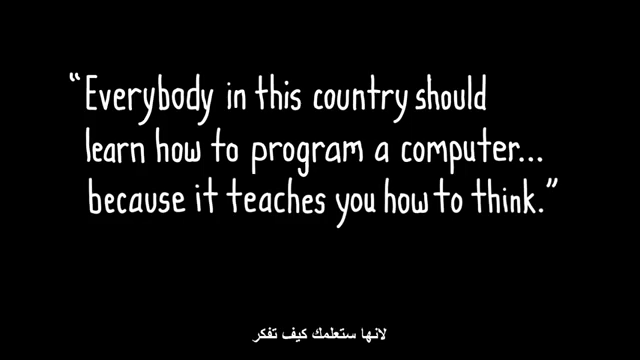 “Everybody in this country should
learn how to program a computer...
because it teaches you how to think.”
لانها ستعلمك كيف تفكر